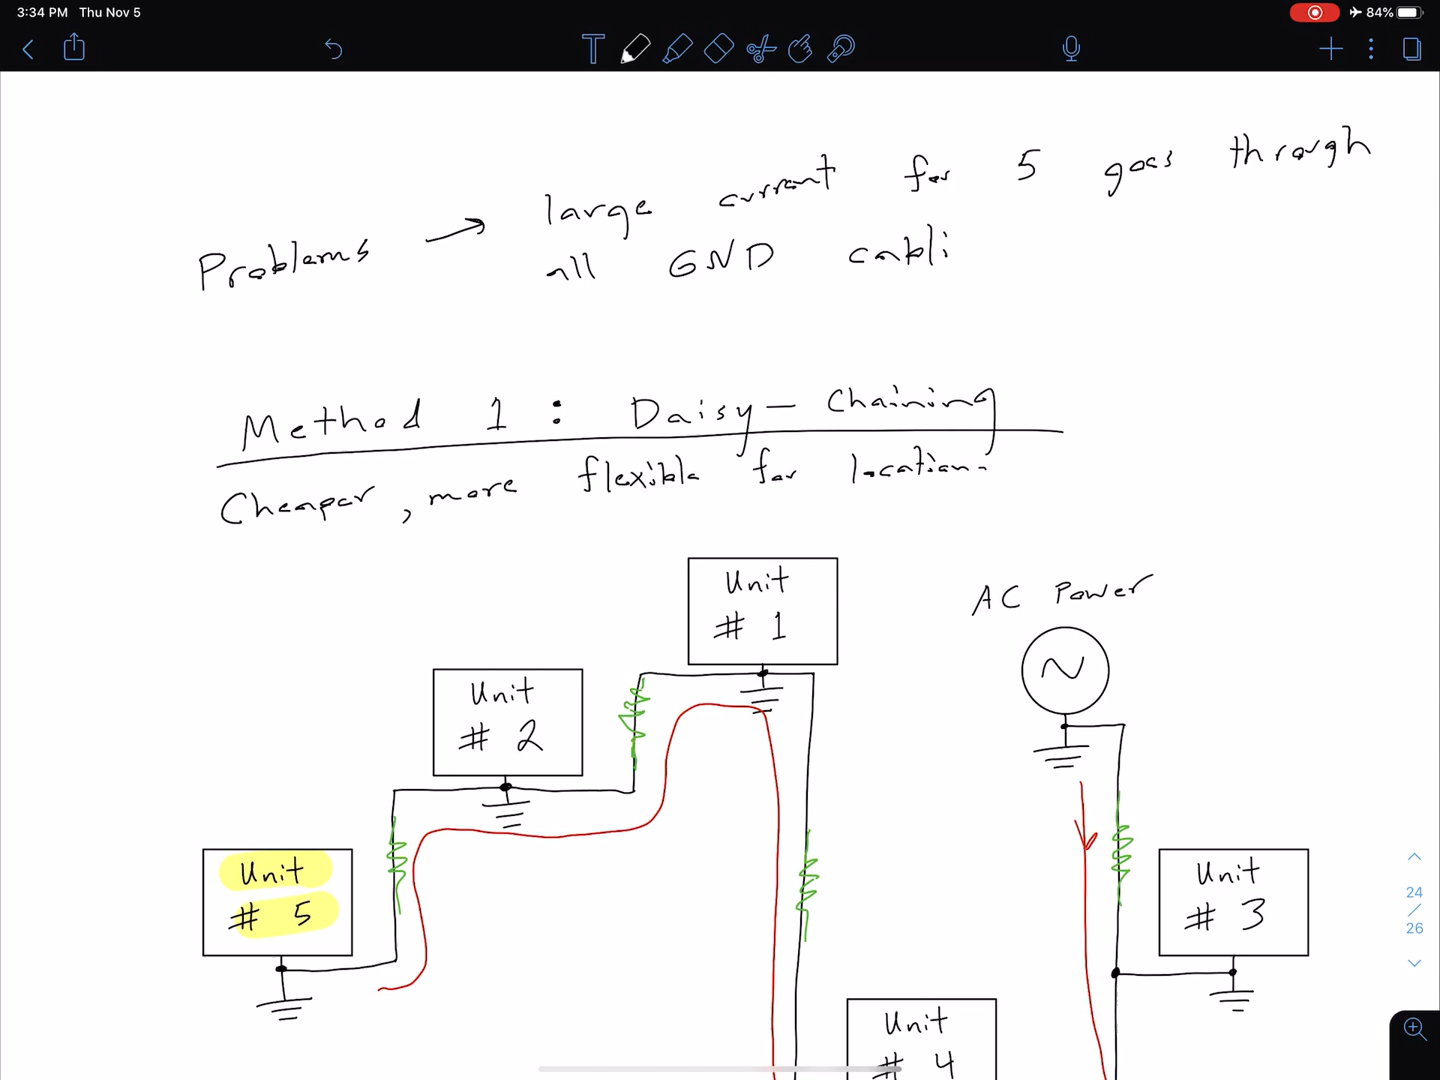 3:34 PM Thu Nov 5
84%
Problems → large current for 5 goes through
all GND cabli
Method 1 : Daisy-Chaining
Cheaper, more flexible for location.
Unit
# 1
AC Power
Unit
# 2
Unit
# 5
Unit
# 3
24
/
26
Unit
# 4